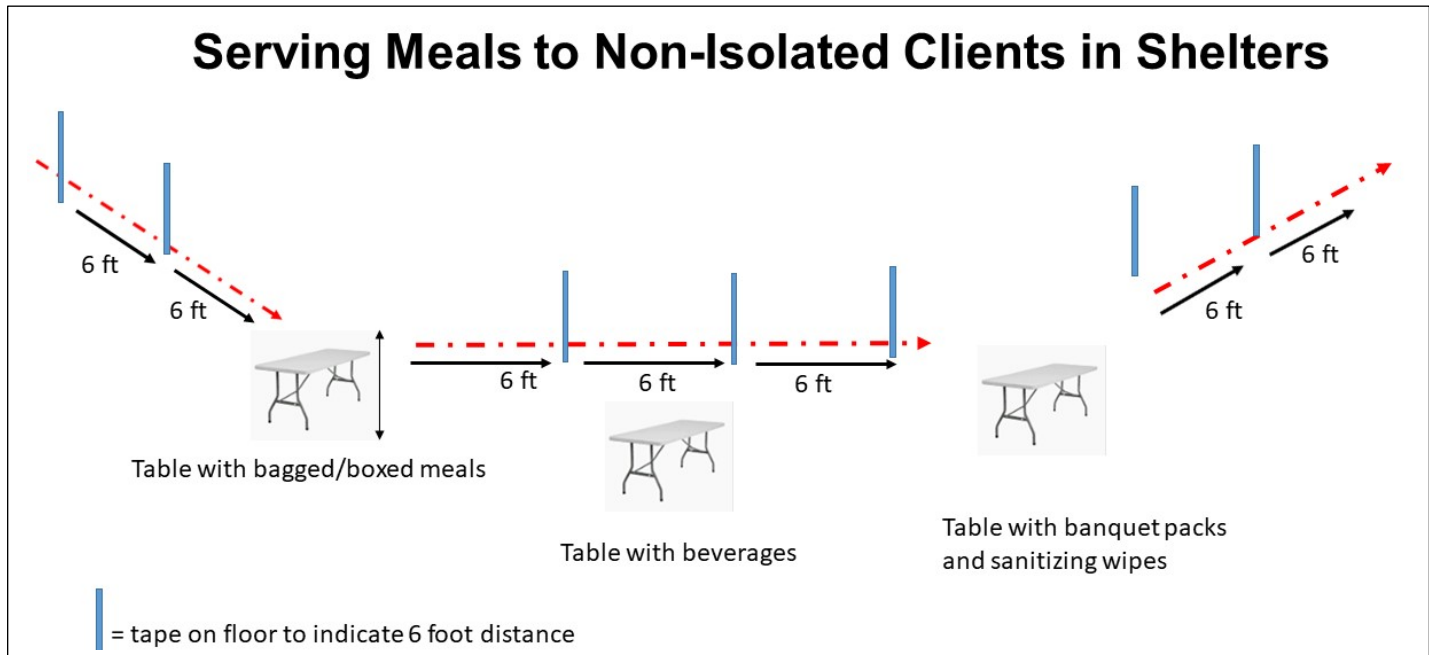 Serving Meals to Non-Isolated Clients in Shelters
6 ft
6 ft
6 ft
6 ft
6 ft
6 ft
6 ft
Table with bagged/boxed meals
Table with beverages
Table with banquet packs
and sanitizing wipes
= tape on floor to indicate 6 foot distance